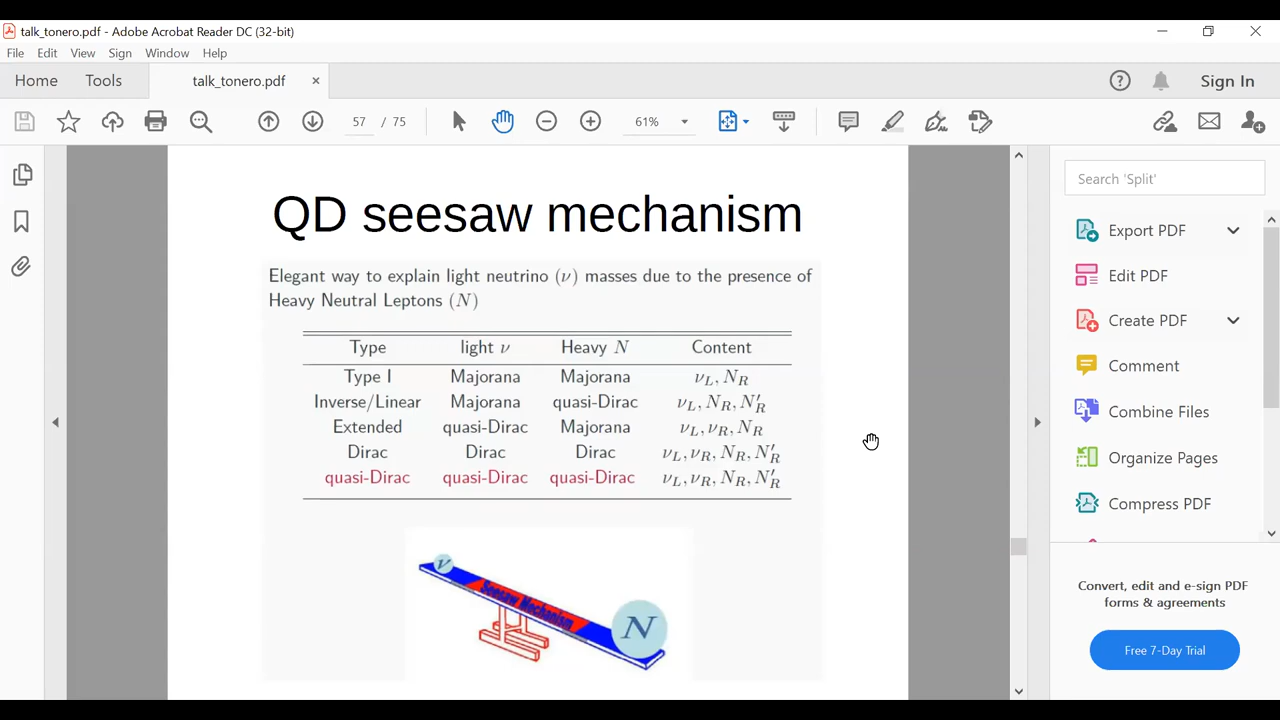 talk_tonero.pdf - Adobe Acrobat Reader DC (32-bit)
File Edit View Sign Window Help
Home Tools talk_tonero.pdf × Sign In
57 / 75 61%
QD seesaw mechanism
Elegant way to explain light neutrino (ν) masses due to the presence of
Heavy Neutral Leptons (N)
Type light ν Heavy N Content
Type I Majorana Majorana ν_L, N_R
Inverse/Linear Majorana quasi-Dirac ν_L, N_R, N′_R
Extended quasi-Dirac Majorana ν_L, ν_R, N_R
Dirac Dirac Dirac ν_L, ν_R, N_R, N′_R
quasi-Dirac quasi-Dirac quasi-Dirac ν_L, ν_R, N_R, N′_R
ν
Seesaw Mechanism
N
Search 'Split'
Export PDF
Edit PDF
Create PDF
Comment
Combine Files
Organize Pages
Compress PDF
Convert, edit and e-sign PDF
forms & agreements
Free 7-Day Trial